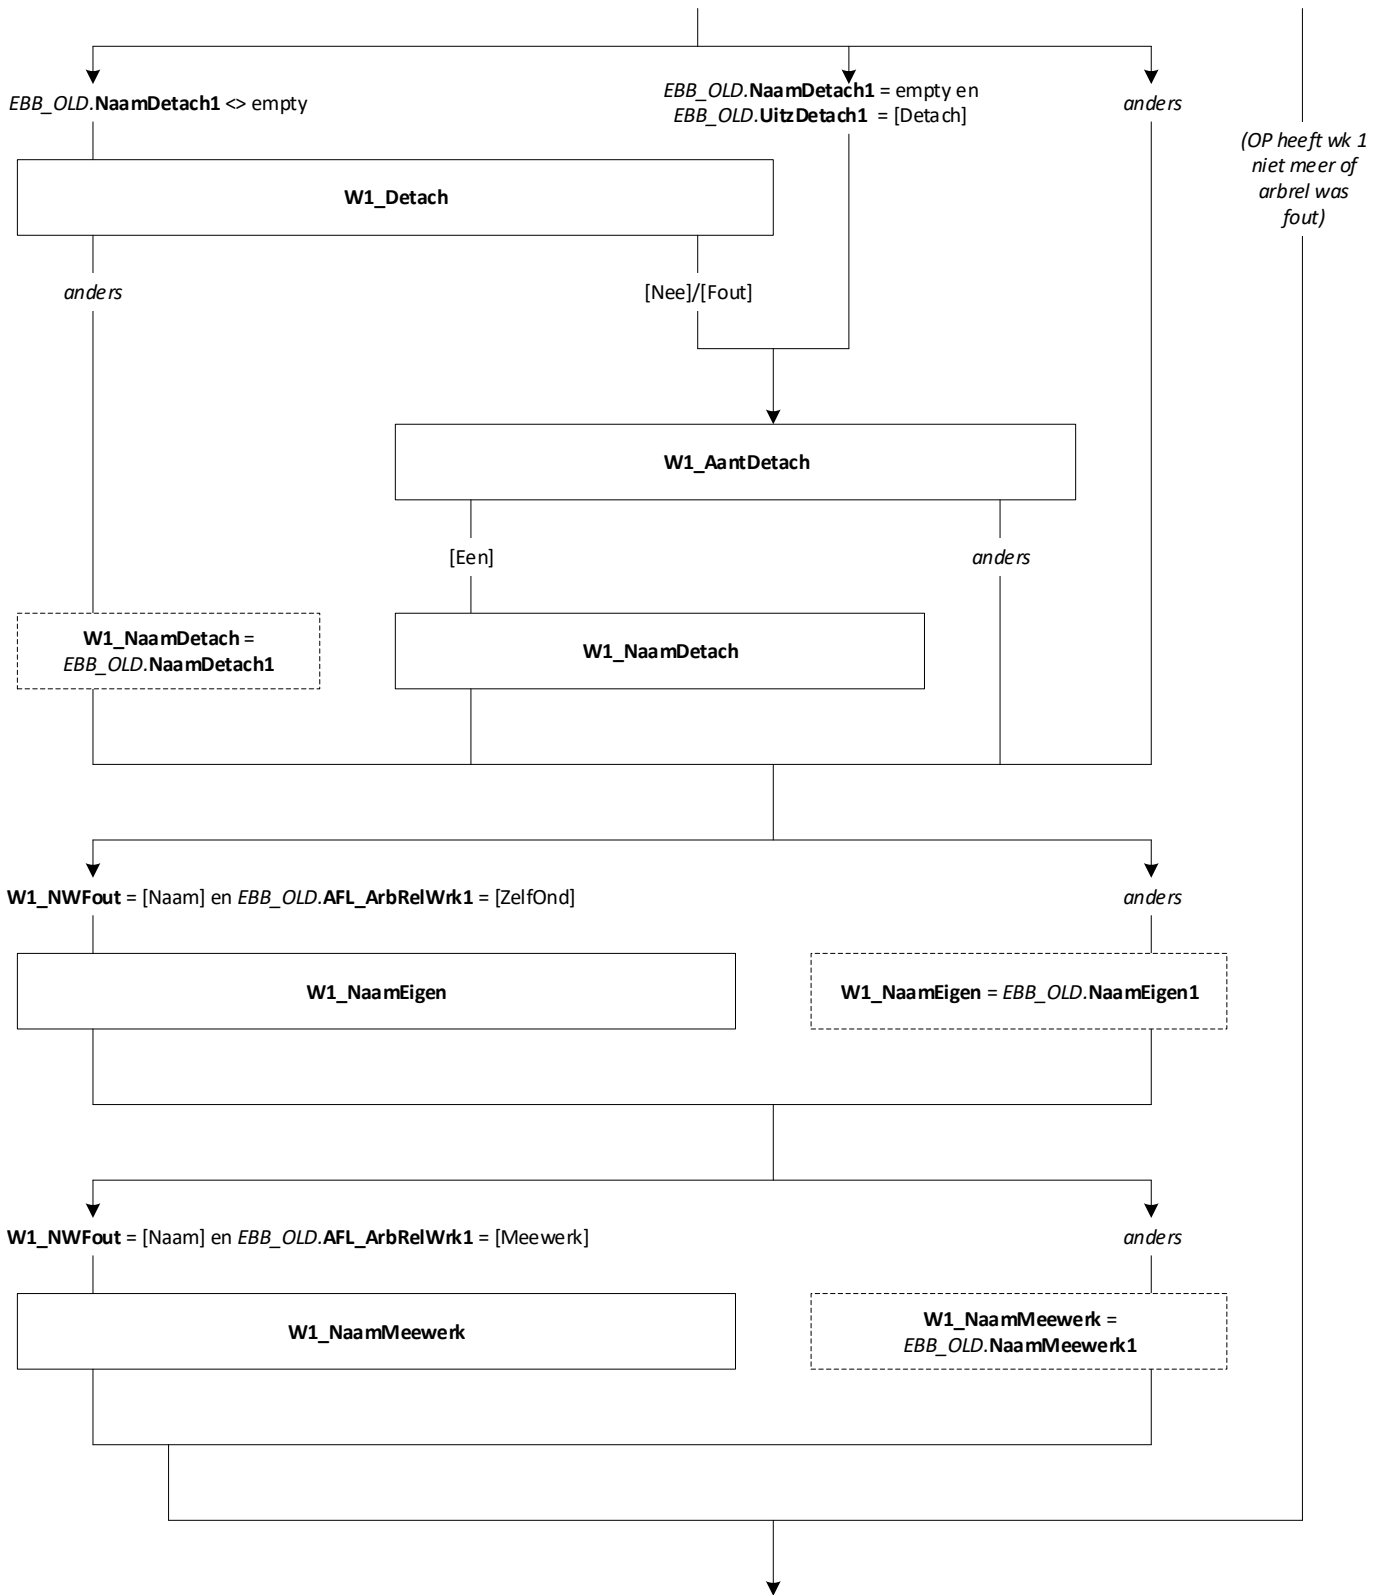 EBB_OLD.NaamDetach1 <> empty
EBB_OLD.NaamDetach1 = empty en
EBB_OLD.UitzDetach1 = [Detach]
anders
(OP heeft wk 1
niet meer of
arbrel was
fout)
W1_Detach
anders
[Nee]/[Fout]
W1_AantDetach
[Een]
anders
W1_NaamDetach =
EBB_OLD.NaamDetach1
W1_NaamDetach
W1_NWFout = [Naam] en EBB_OLD.AFL_ArbRelWrk1 = [ZelfOnd]
anders
W1_NaamEigen
W1_NaamEigen = EBB_OLD.NaamEigen1
W1_NWFout = [Naam] en EBB_OLD.AFL_ArbRelWrk1 = [Meewerk]
anders
W1_NaamMeewerk
W1_NaamMeewerk =
EBB_OLD.NaamMeewerk1